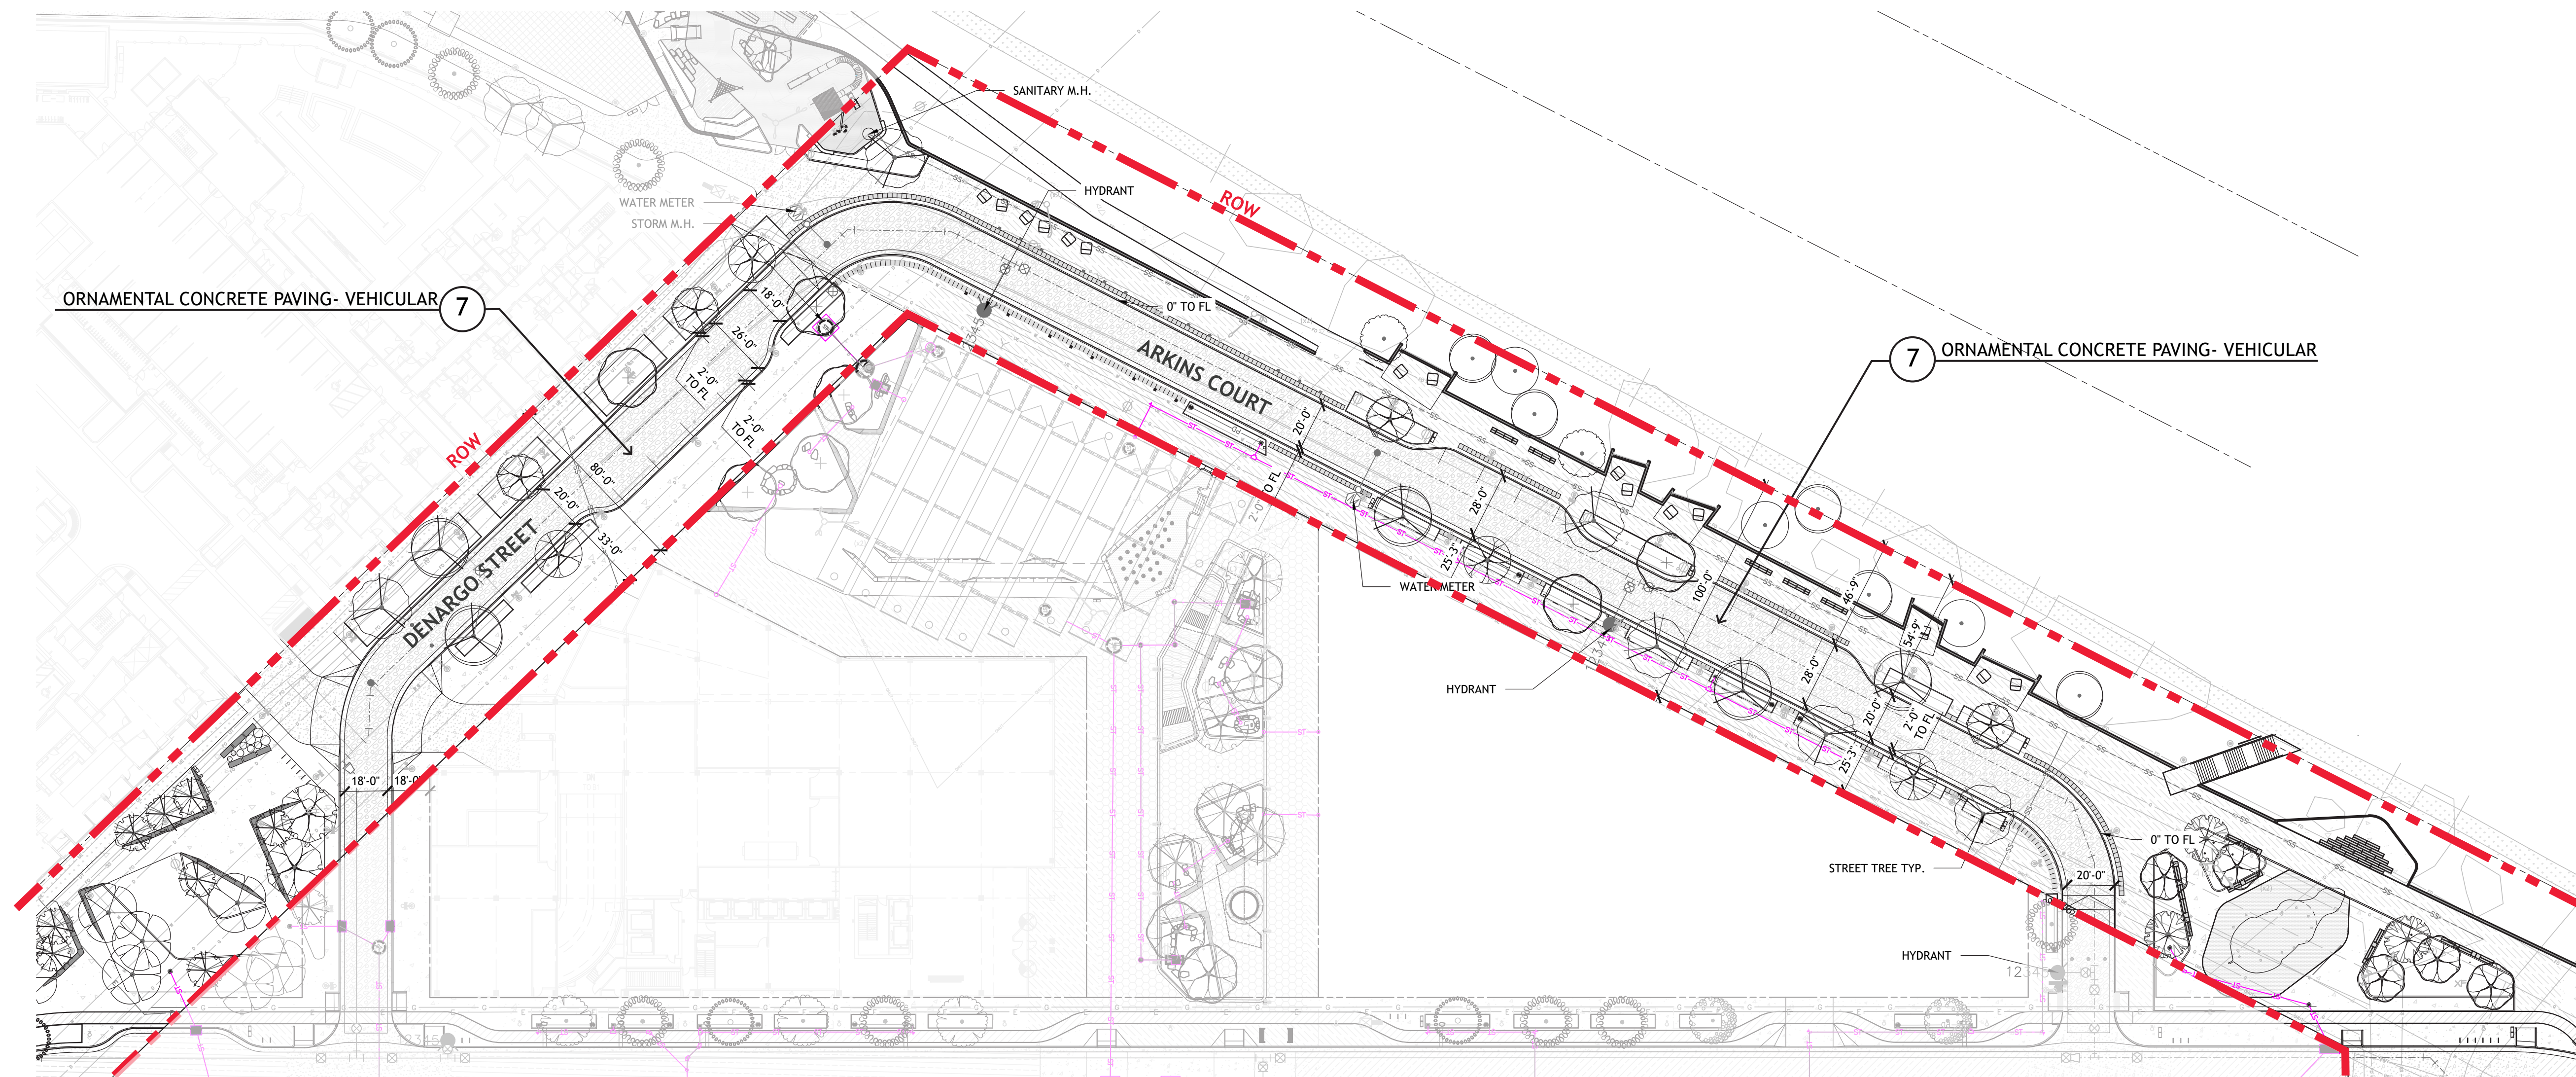 SANITARY M.H.
HYDRANT
WATER METER
STORM M.H.
ROW
ORNAMENTAL CONCRETE PAVING- VEHICULAR
7
18'-0"
26'-0"
2'-0"
TO FL
2'-0"
TO FL
0" TO FL
ARKINS COURT
7
ORNAMENTAL CONCRETE PAVING- VEHICULAR
ROW
80'-0"
20'-0"
33'-0"
DENARGO STREET
20'-0"
28'-0"
25'-3"
WATER METER
100'-0"
46'-9"
54'-9"
28'-0"
HYDRANT
20'-0"
2'-0"
TO FL
25'-3"
18'-0"
18'-0"
0" TO FL
STREET TREE TYP.
20'-0"
HYDRANT